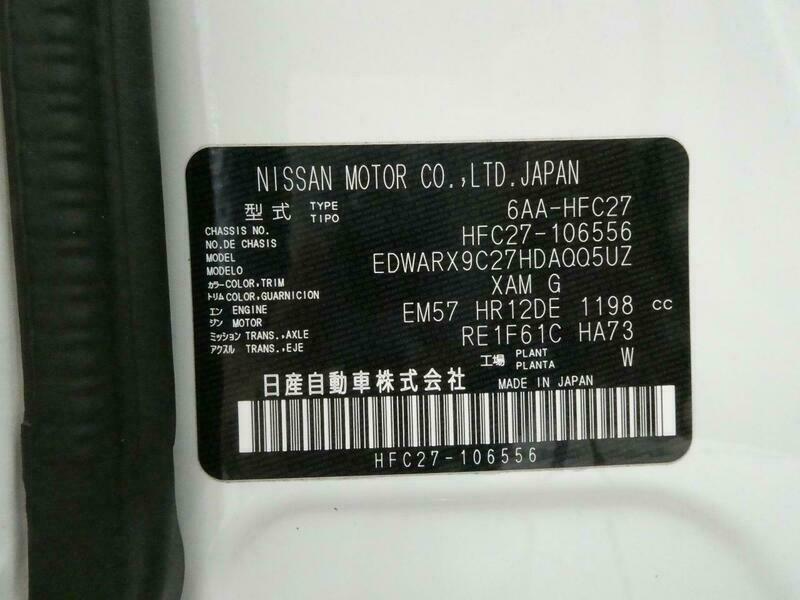 NISSAN MOTOR CO.,LTD.JAPAN
型式 TYPE TIPO 6AA-HFC27
CHASSIS NO. NO.DE CHASIS HFC27-106556
MODEL MODELO EDWARX9C27HDAQQ5UZ
カラー COLOR,TRIM XAM G
トリム COLOR,GUARNICION
エン ENGINE EM57 HR12DE 1198 cc
ジン MOTOR
ミッション TRANS.,AXLE RE1F61C HA73
アクスル TRANS.,EJE
工場 PLANT PLANTA W
日産自動車株式会社 MADE IN JAPAN
HFC27-106556